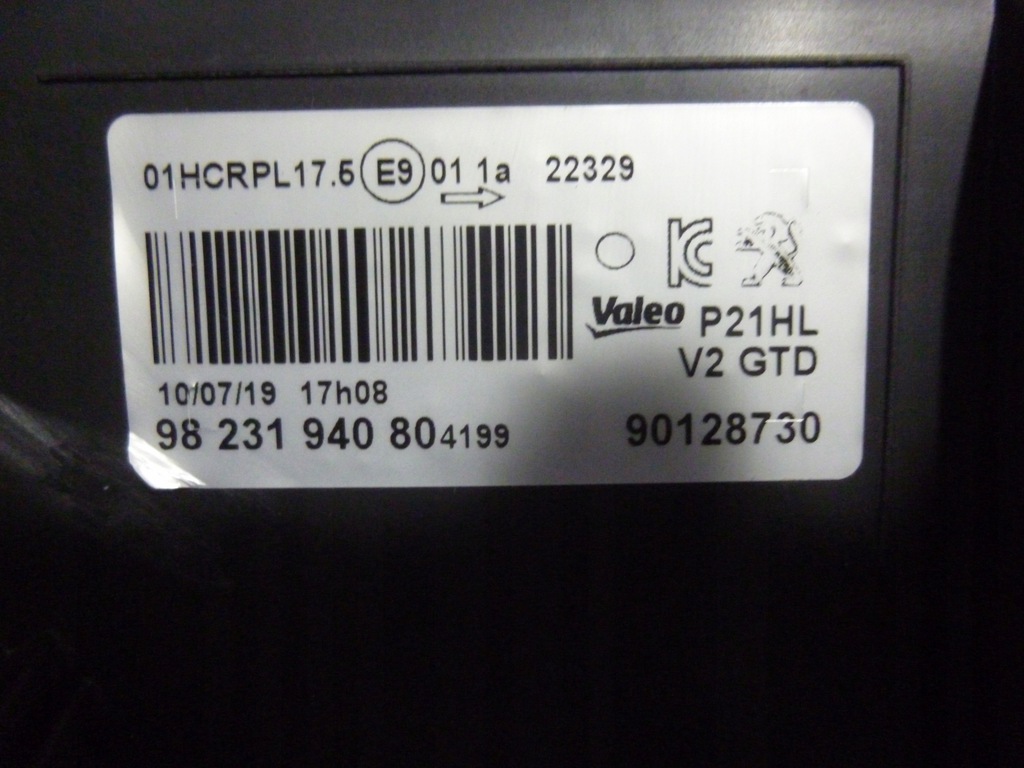 01HCRPL17.5 E9 01 1a 22329
Valeo P21HL
V2 GTD
10/07/19 17h08
98 231 940 804199 90128730